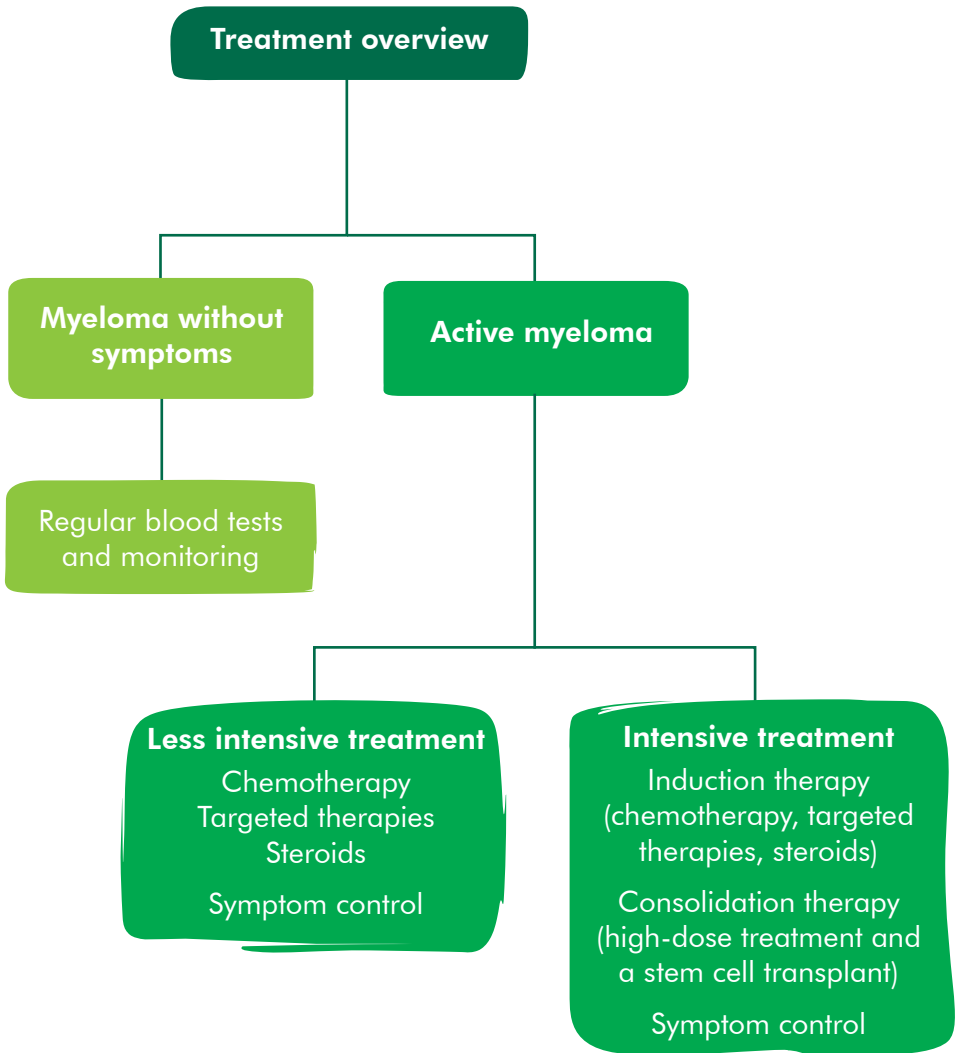 Treatment overview
Myeloma without
symptoms
Active myeloma
Regular blood tests
and monitoring
Less intensive treatment
Chemotherapy
Targeted therapies
Steroids
Symptom control
Intensive treatment
Induction therapy
(chemotherapy, targeted
therapies, steroids)
Consolidation therapy
(high-dose treatment and
a stem cell transplant)
Symptom control